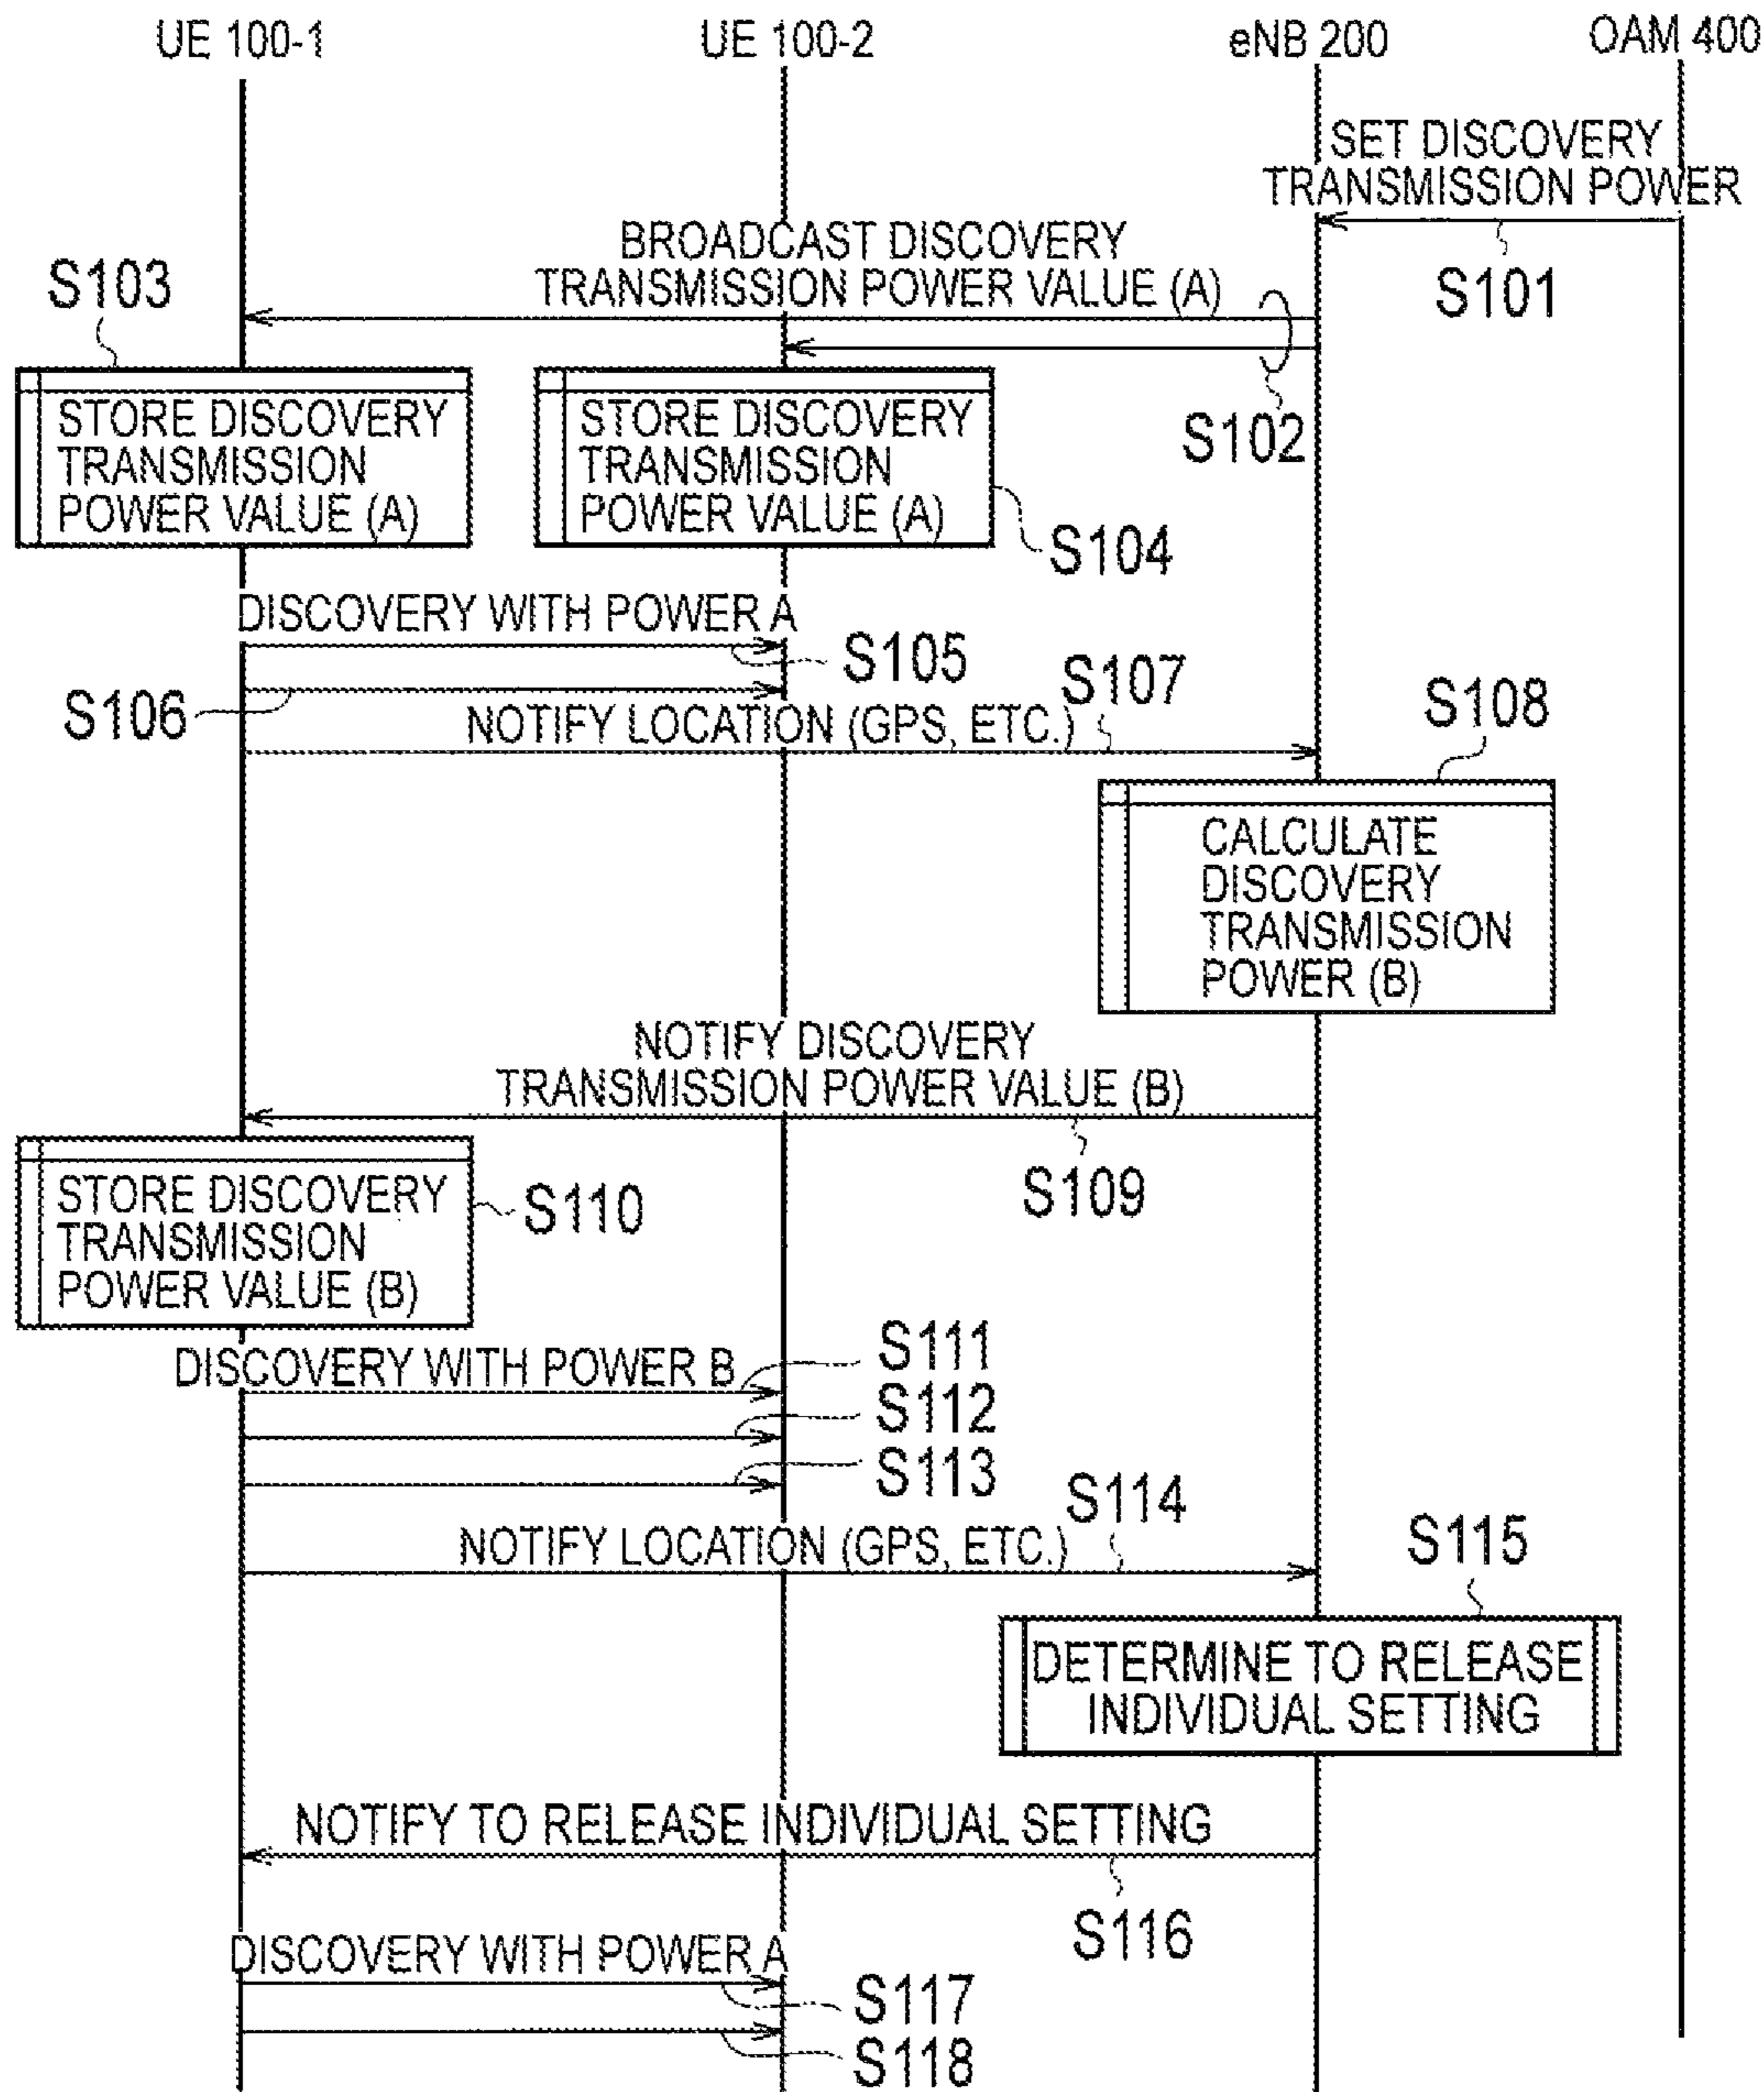 UE 100-1
UE 100-2
eNB 200
OAM 400
SET DISCOVERY
TRANSMISSION POWER
S101
BROADCAST DISCOVERY
TRANSMISSION POWER VALUE (A)
S102
S103
STORE DISCOVERY
TRANSMISSION
POWER VALUE (A)
STORE DISCOVERY
TRANSMISSION
POWER VALUE (A)
S104
DISCOVERY WITH POWER A
S105
S106
S107
NOTIFY LOCATION (GPS, ETC.)
S108
CALCULATE
DISCOVERY
TRANSMISSION
POWER (B)
NOTIFY DISCOVERY
TRANSMISSION POWER VALUE (B)
S109
STORE DISCOVERY
TRANSMISSION
POWER VALUE (B)
S110
DISCOVERY WITH POWER B
S111
S112
S113
S114
NOTIFY LOCATION (GPS, ETC.)
S115
DETERMINE TO RELEASE
INDIVIDUAL SETTING
NOTIFY TO RELEASE INDIVIDUAL SETTING
S116
DISCOVERY WITH POWER A
S117
S118